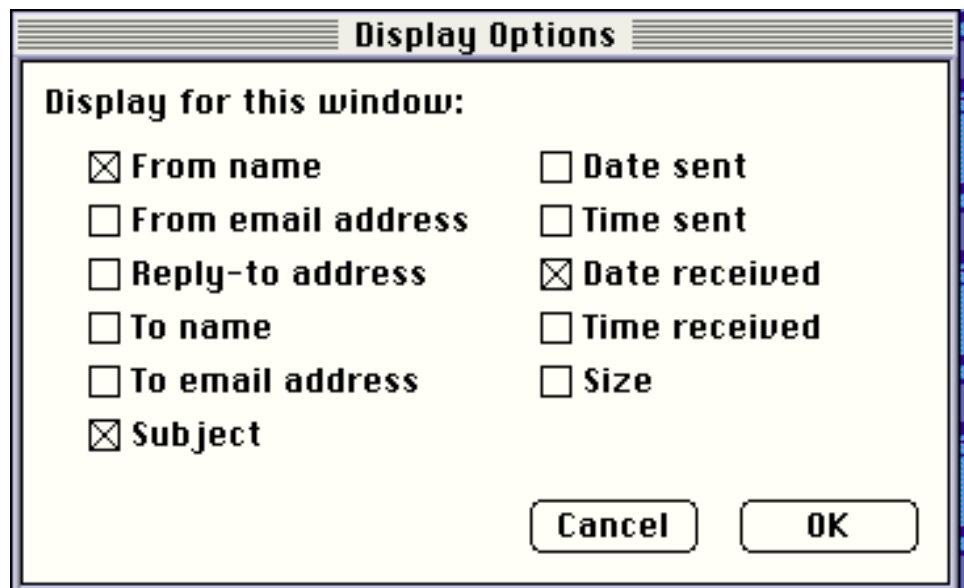 Display Options
Display for this window:
From name
From email address
Reply-to address
To name
To email address
Subject
Date sent
Time sent
Date received
Time received
Size
Cancel
OK